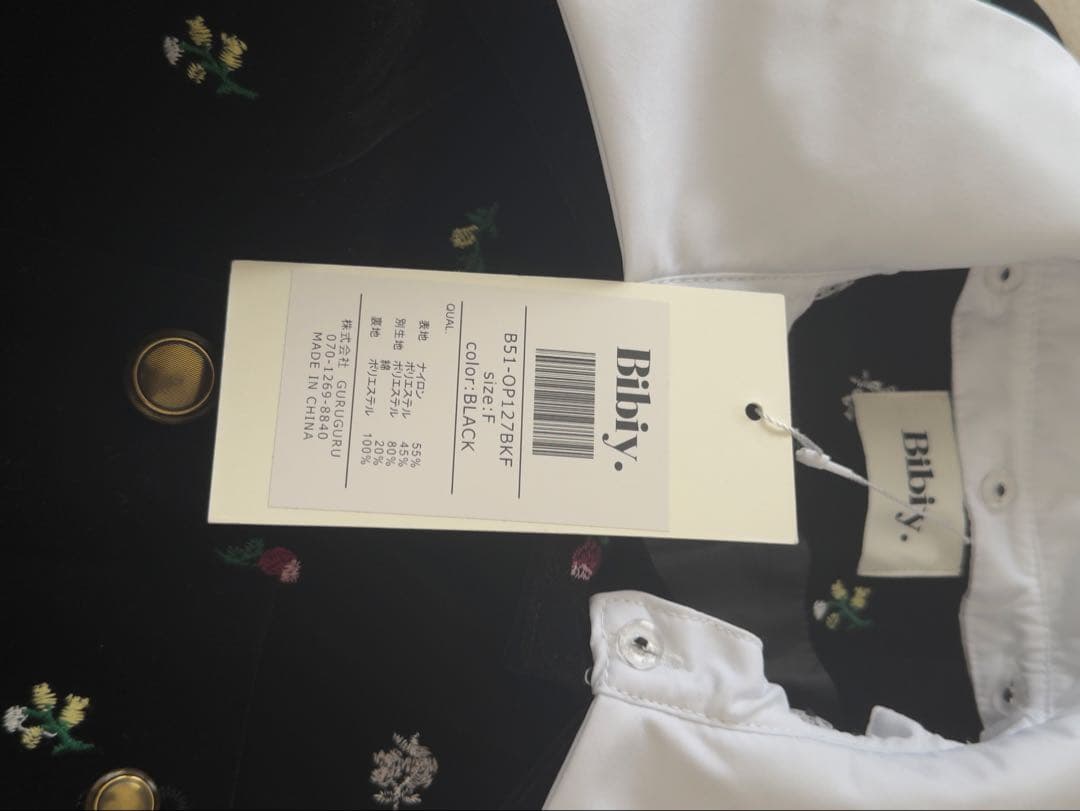 Bibiy.
B51-OP127BKF
size:F
color:BLACK
QUAL.
表地 ナイロン 55%
ポリエステル 45%
別生地 ポリエステル 80%
綿 20%
裏地 ポリエステル 100%
株式会社 GURUGURU
070-1269-8840
MADE IN CHINA
Bibiy.